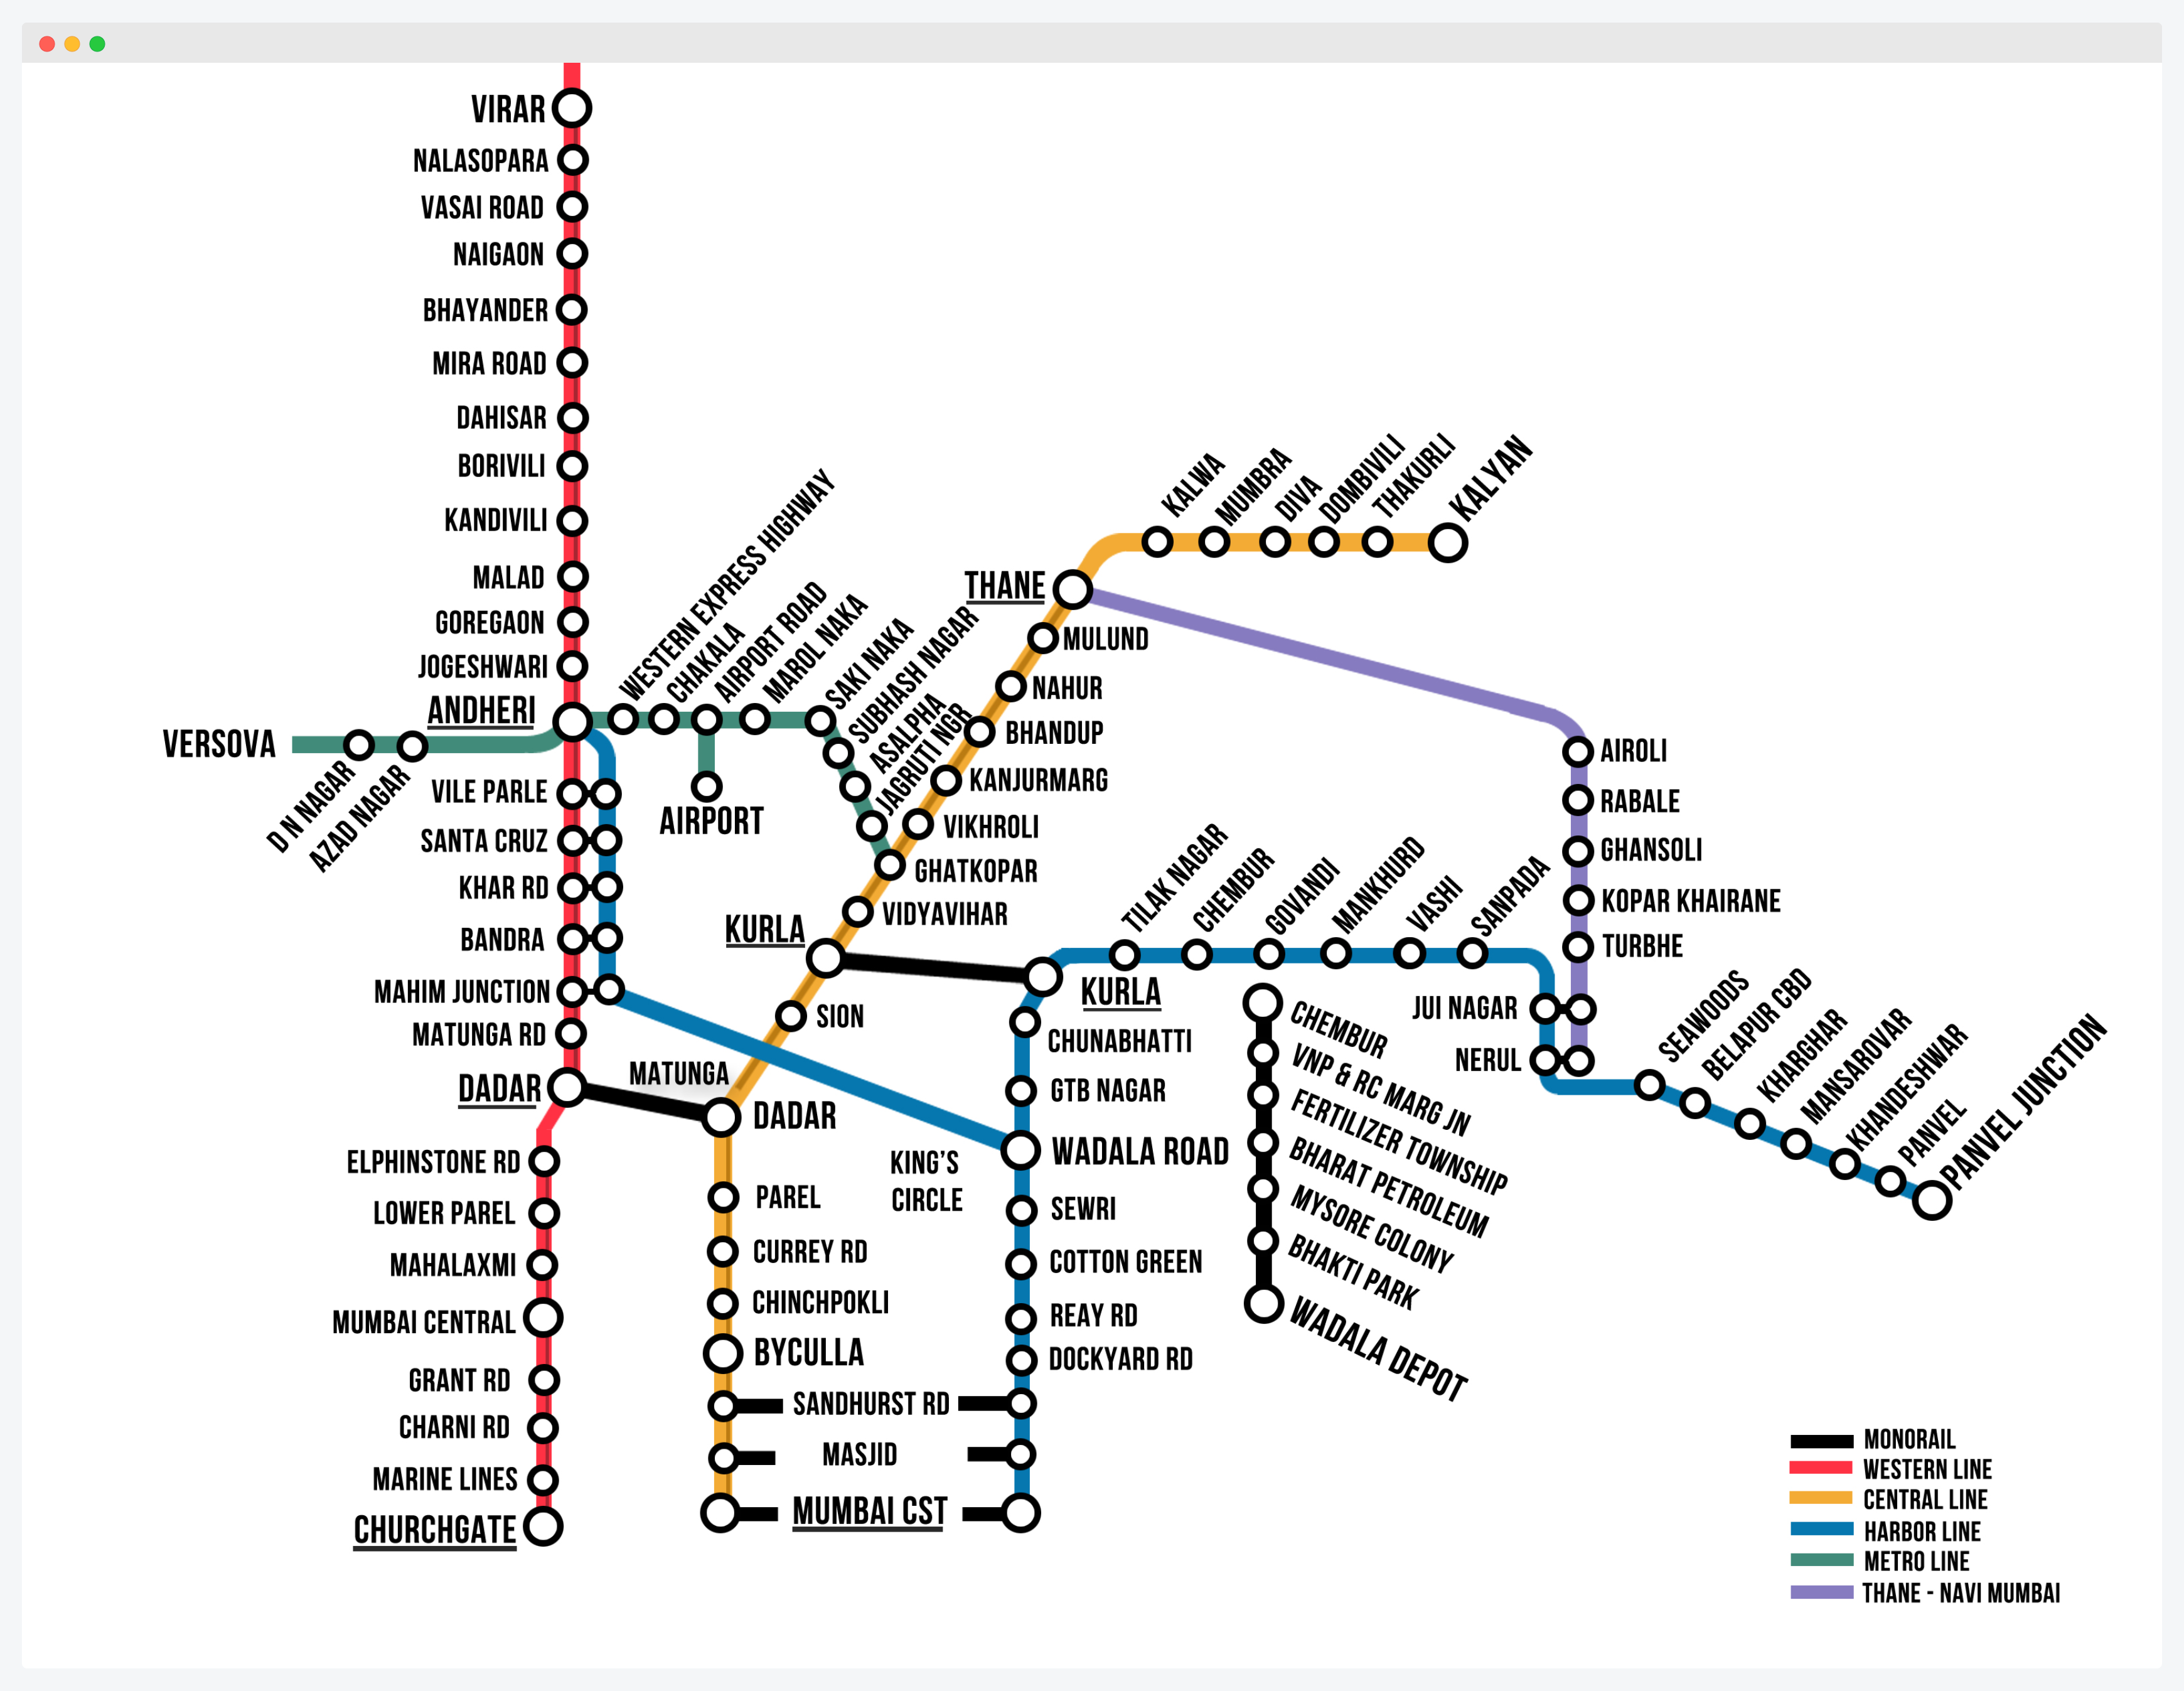 VIRAR
NALASOPARA
VASAI ROAD
NAIGAON
BHAYANDER
MIRA ROAD
DAHISAR
BORIVILI
KANDIVILI
MALAD
GOREGAON
JOGESHWARI
ANDHERI
VERSOVA
D N NAGAR
AZAD NAGAR
VILE PARLE
SANTA CRUZ
KHAR RD
BANDRA
MAHIM JUNCTION
MATUNGA RD
DADAR
ELPHINSTONE RD
LOWER PAREL
MAHALAXMI
MUMBAI CENTRAL
GRANT RD
CHARNI RD
MARINE LINES
CHURCHGATE
WESTERN EXPRESS HIGHWAY
CHAKALA
AIRPORT ROAD
MAROL NAKA
SAKI NAKA
SUBHASH NAGAR
ASALPHA
JAGRUTI NGR
AIRPORT
KALWA
MUMBRA
DIVA
DOMBIVILI
THAKURLI
KALYAN
THANE
MULUND
NAHUR
BHANDUP
KANJURMARG
VIKHROLI
GHATKOPAR
VIDYAVIHAR
KURLA
SION
MATUNGA
DADAR
PAREL
CURREY RD
CHINCHPOKLI
BYCULLA
SANDHURST RD
MASJID
MUMBAI CST
TILAK NAGAR
CHEMBUR
GOVANDI
MANKHURD
VASHI
SANPADA
KURLA
CHUNABHATTI
GTB NAGAR
WADALA ROAD
KING'S
CIRCLE
SEWRI
COTTON GREEN
REAY RD
DOCKYARD RD
CHEMBUR
VNP & RC MARG JN
FERTILIZER TOWNSHIP
BHARAT PETROLEUM
MYSORE COLONY
BHAKTI PARK
WADALA DEPOT
AIROLI
RABALE
GHANSOLI
KOPAR KHAIRANE
TURBHE
JUI NAGAR
NERUL
SEAWOODS
BELAPUR CBD
KHARGHAR
MANSAROVAR
KHANDESHWAR
PANVEL
PANVEL JUNCTION
MONORAIL
WESTERN LINE
CENTRAL LINE
HARBOR LINE
METRO LINE
THANE - NAVI MUMBAI